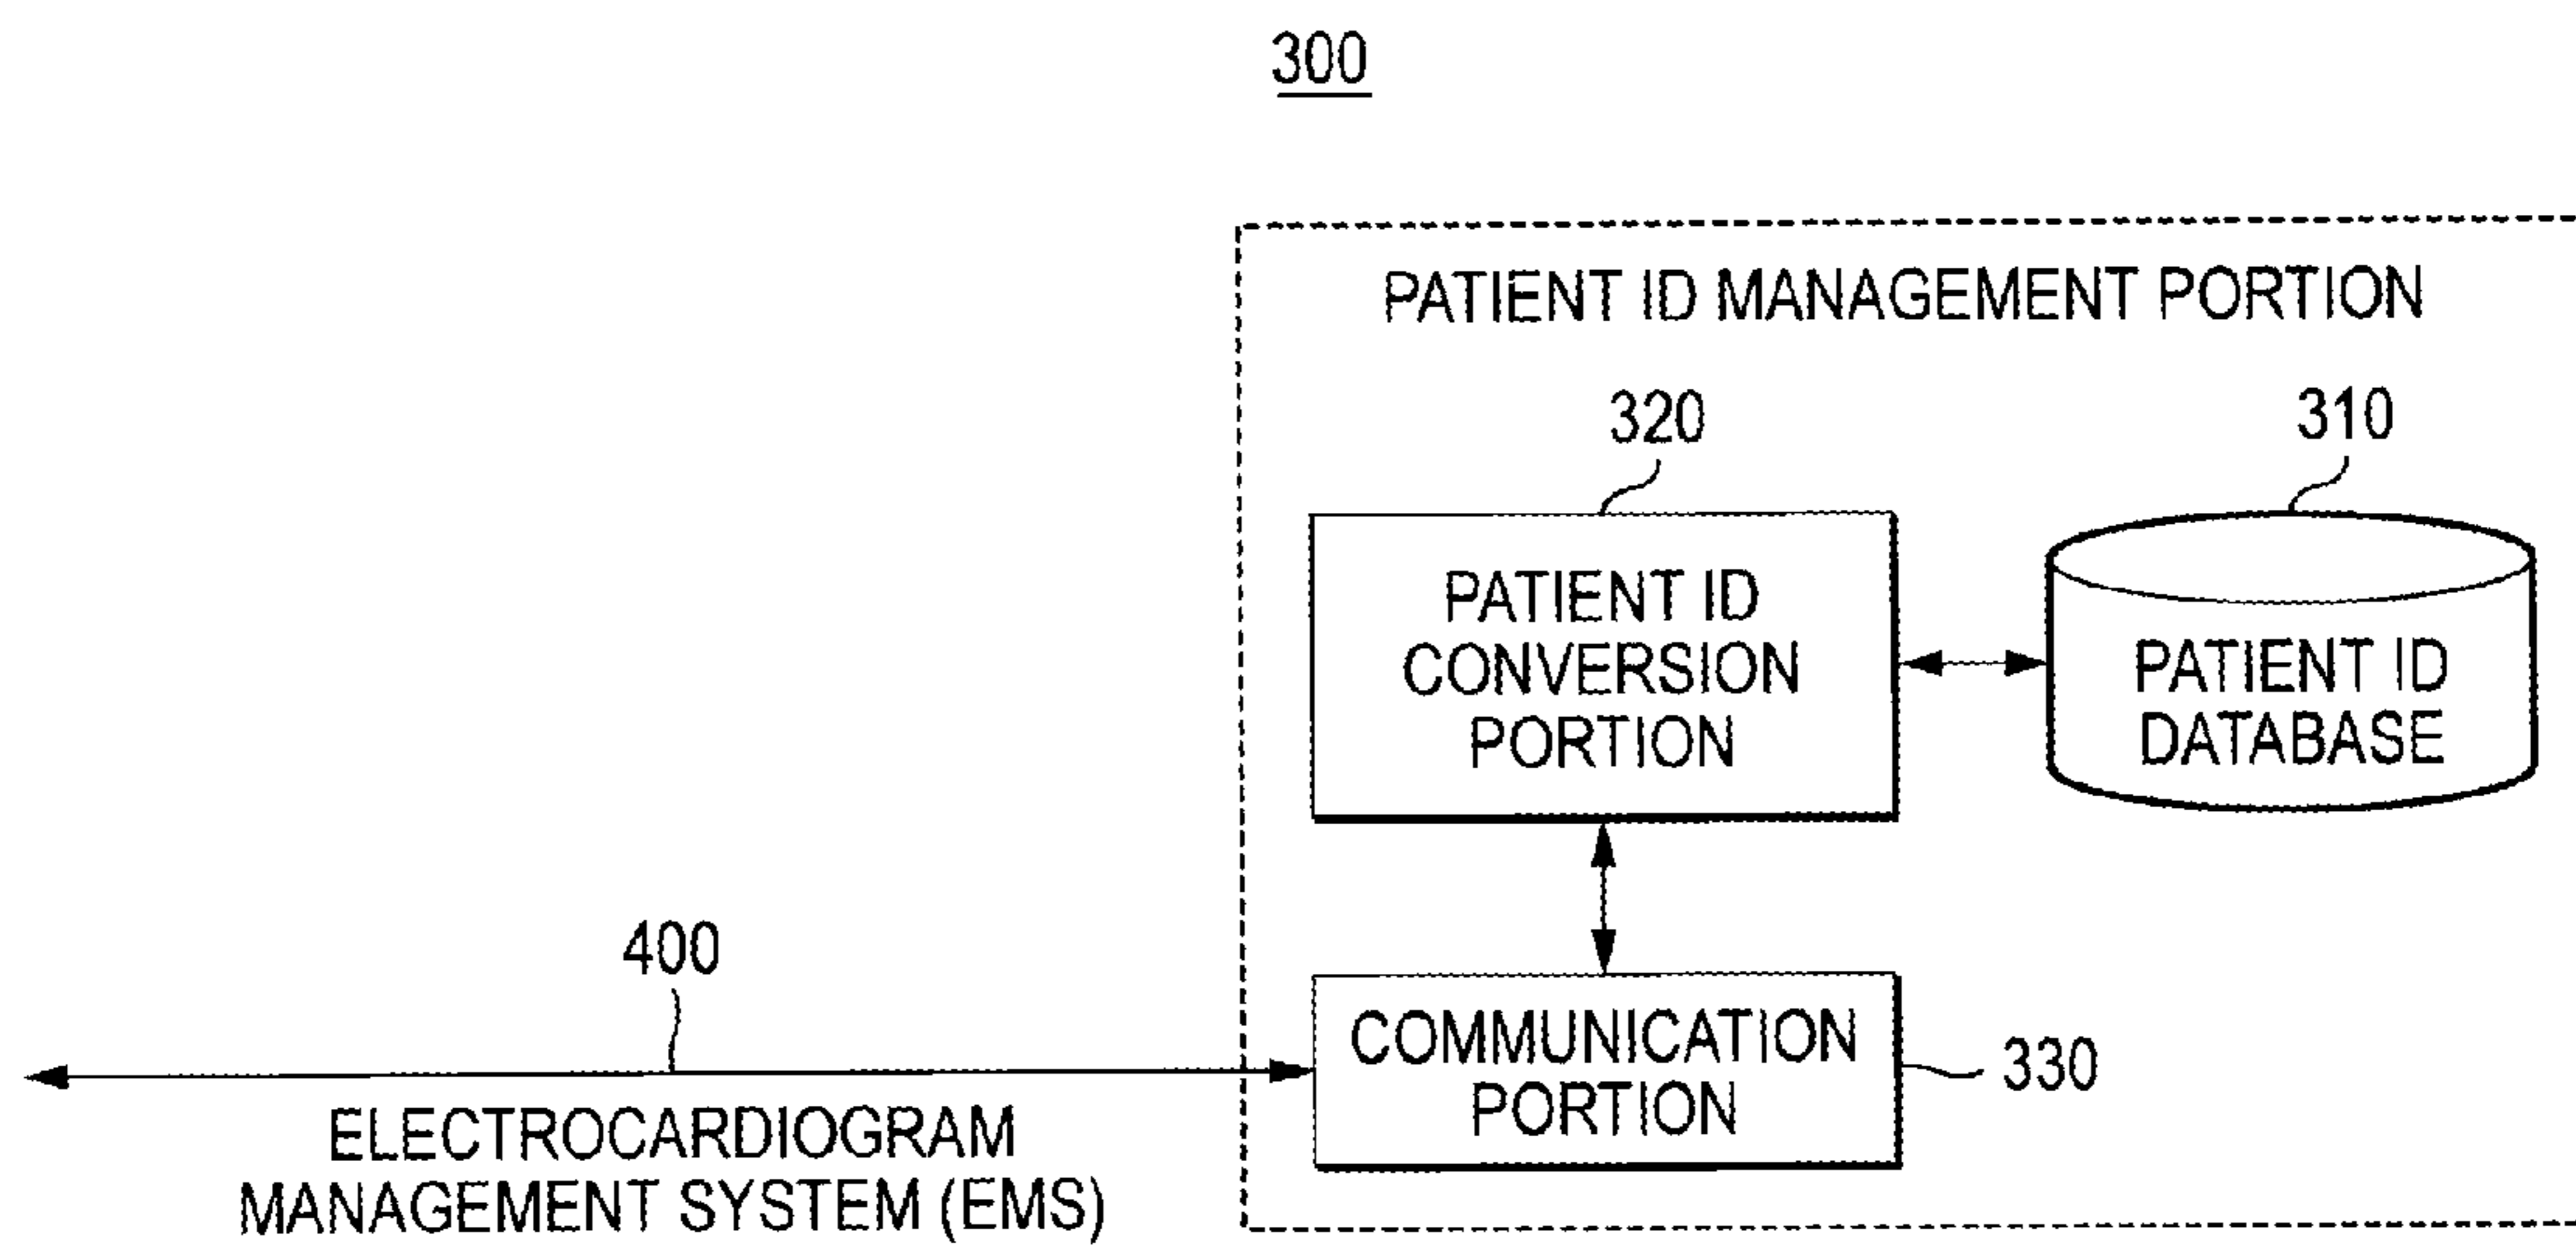 300
PATIENT ID MANAGEMENT PORTION
320
310
PATIENT ID
CONVERSION
PORTION
PATIENT ID
DATABASE
400
COMMUNICATION
PORTION
330
ELECTROCARDIOGRAM
MANAGEMENT SYSTEM (EMS)